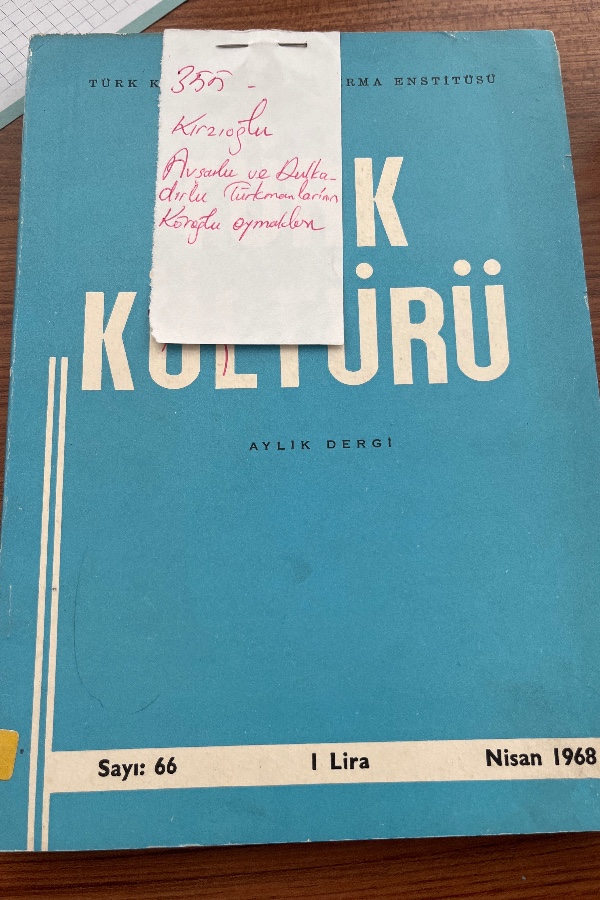 TÜRK K
RMA ENSTİTÜSÜ
355 -
Kırzıoğlu
Avşarlu ve Dulka-
dırlu Türkmanlarının
Köroğlu oymakları
K
KÜLTÜRÜ
AYLIK DERGİ
Sayı: 66
1 Lira
Nisan 1968